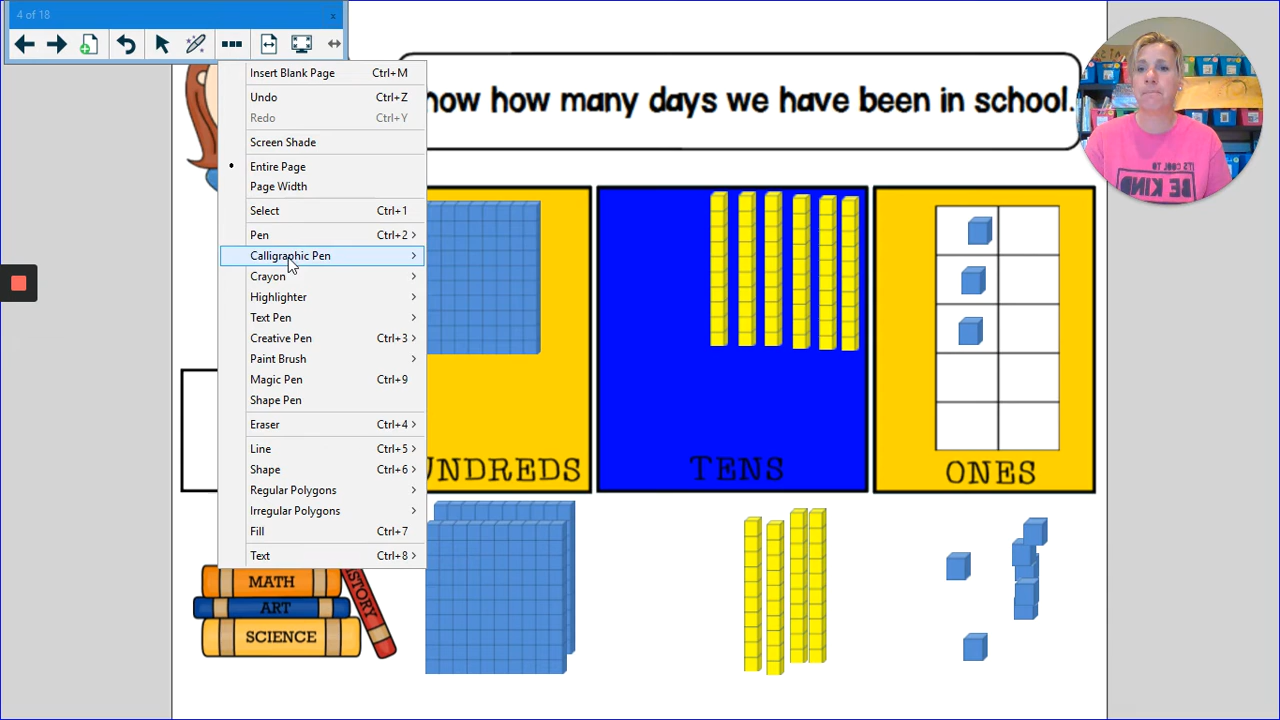 4 of 18
x
Insert Blank Page Ctrl+M
Undo Ctrl+Z
Redo Ctrl+Y
Screen Shade
Entire Page
Page Width
Select Ctrl+1
Pen Ctrl+2
Calligraphic Pen
Crayon
Highlighter
Text Pen
Creative Pen Ctrl+3
Paint Brush
Magic Pen Ctrl+9
Shape Pen
Eraser Ctrl+4
Line Ctrl+5
Shape Ctrl+6
Regular Polygons
Irregular Polygons
Fill Ctrl+7
Text Ctrl+8
how many days we have been in school.
IT'S COOL TO
BE KIND
UNDREDS
TENS
ONES
MATH
ART
SCIENCE
HISTORY